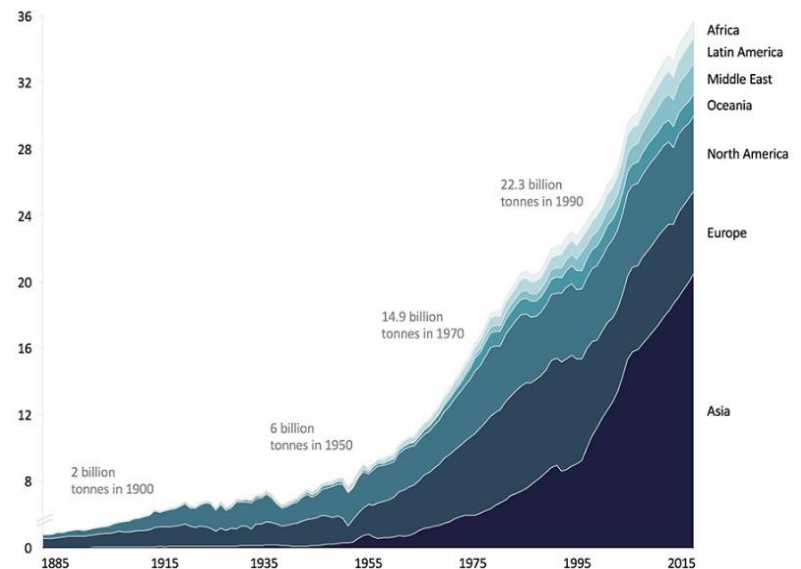 36
32
28
24
20
16
12
8
0
Africa
Latin America
Middle East
Oceania
North America
Europe
Asia
22.3 billion
tonnes in 1990
14.9 billion
tonnes in 1970
6 billion
tonnes in 1950
2 billion
tonnes in 1900
1885 1915 1935 1955 1975 1995 2015